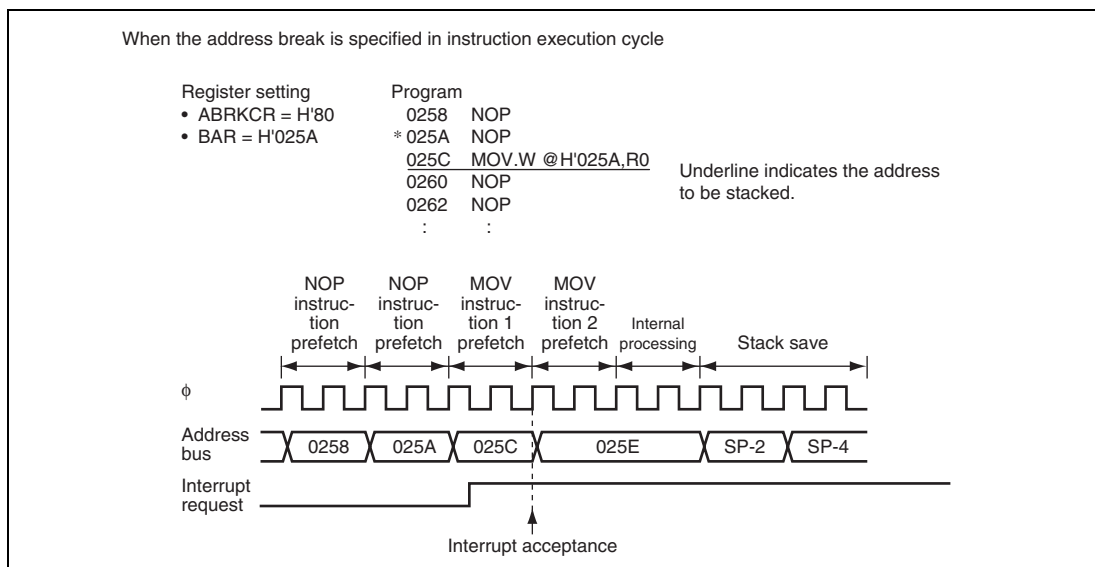 When the address break is specified in instruction execution cycle
Register setting
• ABRKCR = H'80
• BAR = H'025A
Program
0258 NOP
* 025A NOP
025C MOV.W @H'025A,R0
0260 NOP
0262 NOP
: :
Underline indicates the address
to be stacked.
NOP
instruc-
tion
prefetch
NOP
instruc-
tion
prefetch
MOV
instruc-
tion 1
prefetch
MOV
instruc-
tion 2
prefetch
Internal
processing
Stack save
φ
Address
bus
0258 025A 025C 025E SP-2 SP-4
Interrupt
request
Interrupt acceptance